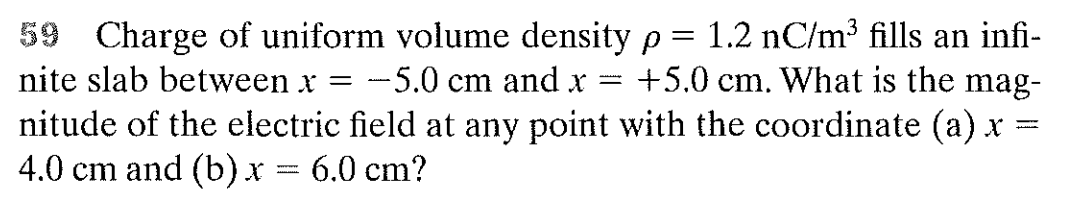 59 Charge of uniform volume density ρ = 1.2 nC/m³ fills an infi-
nite slab between x = −5.0 cm and x = +5.0 cm. What is the mag-
nitude of the electric field at any point with the coordinate (a) x =
4.0 cm and (b) x = 6.0 cm?